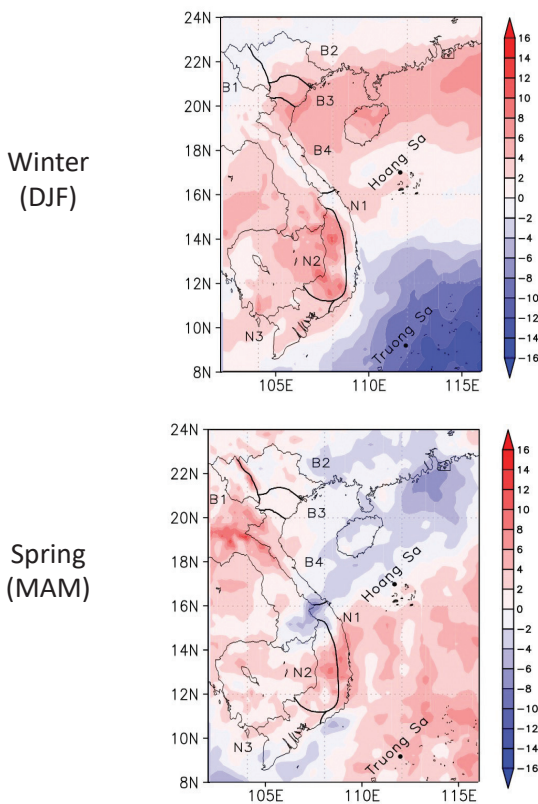 Winter
(DJF)
24N
22N
20N
18N
16N
14N
12N
10N
8N
105E 110E 115E
B1
B2
B3
B4
N1
N2
N3
Hoang Sa
Truong Sa
16
14
12
10
8
6
4
2
0
−2
−4
−6
−8
−10
−12
−14
−16
Spring
(MAM)
24N
22N
20N
18N
16N
14N
12N
10N
8N
105E 110E 115E
B1
B2
B3
B4
N1
N2
N3
Hoang Sa
Truong Sa
16
14
12
10
8
6
4
2
0
−2
−4
−6
−8
−10
−12
−14
−16